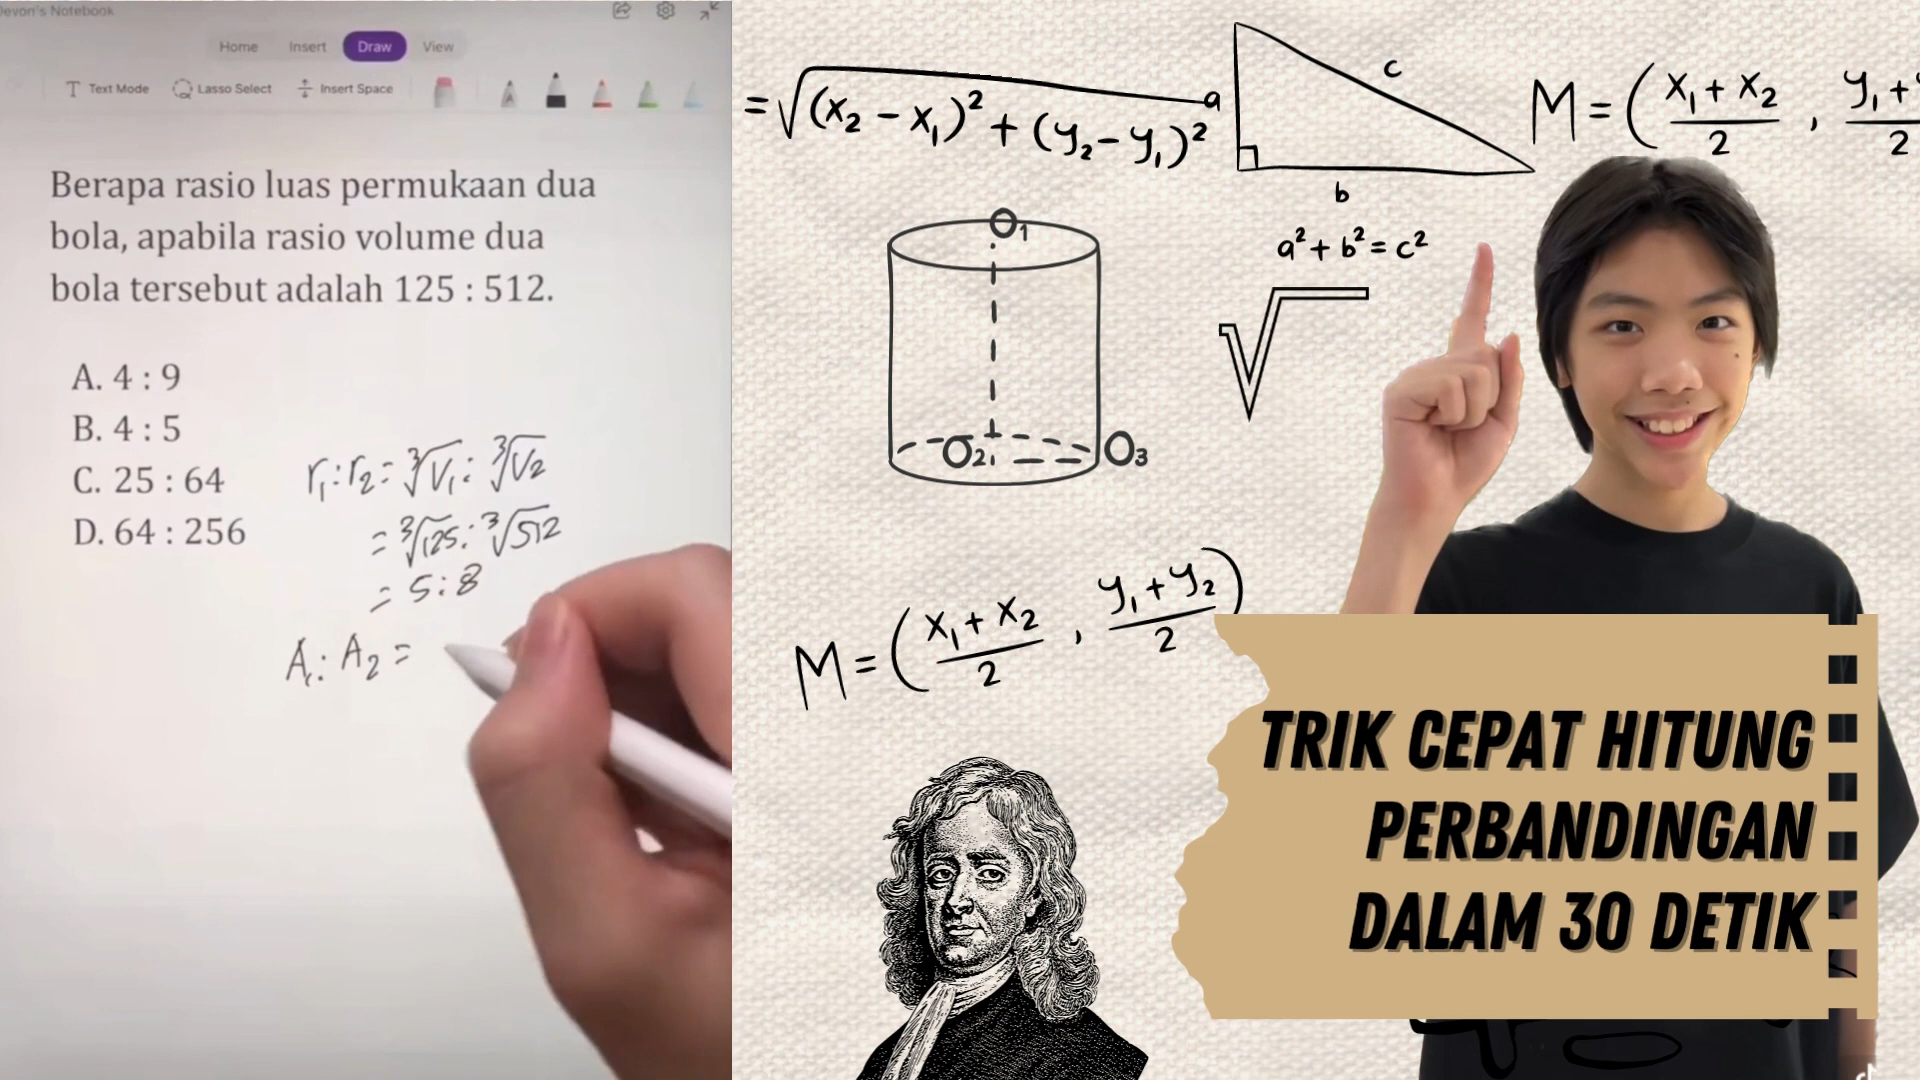 Devon's Notebook
Home Insert Draw View
Text Mode Lasso Select Insert Space
Berapa rasio luas permukaan dua
bola, apabila rasio volume dua
bola tersebut adalah 125 : 512.
A. 4 : 9
B. 4 : 5
C. 25 : 64
D. 64 : 256
r₁:r₂ = ∛V₁ : ∛V₂
= ∛125 : ∛512
= 5:8
A₁: A₂ =
= √(x₂ − x₁)² + (y₂ − y₁)²
a
c
b
a² + b² = c²
M = (x₁ + x₂ / 2 , y₁ + / 2
O₁
O₂
O₃
√
M = (x₁ + x₂ / 2 , y₁ + y₂ / 2)
TRIK CEPAT HITUNG
PERBANDINGAN
DALAM 30 DETIK